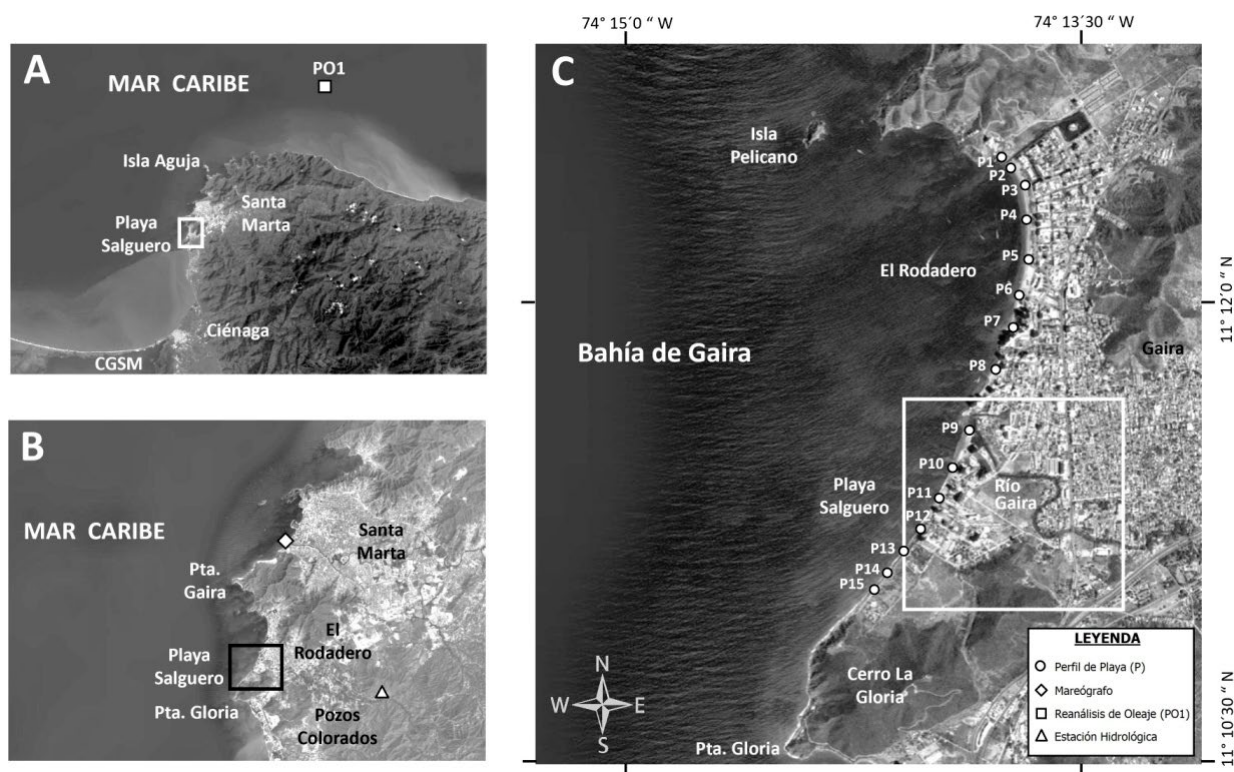 A
MAR CARIBE
PO1
Isla Aguja
Santa
Marta
Playa
Salguero
Ciénaga
CGSM
B
MAR CARIBE
Santa
Marta
Pta.
Gaira
El
Rodadero
Playa
Salguero
Pta. Gloria
Pozos
Colorados
74° 15´0 “ W
74° 13´30 “ W
C
Isla
Pelicano
P1
P2
P3
P4
El Rodadero
P5
P6
11° 12´0 “ N
P7
Bahía de Gaira
Gaira
P8
P9
P10
Playa
Salguero
P11
Río
Gaira
P12
P13
P14
P15
Cerro La
Gloria
N
W
E
S
Pta. Gloria
LEYENDA
Perfil de Playa (P)
Mareógrafo
Reanálisis de Oleaje (PO1)
Estación Hidrológica
11° 10´30 “ N